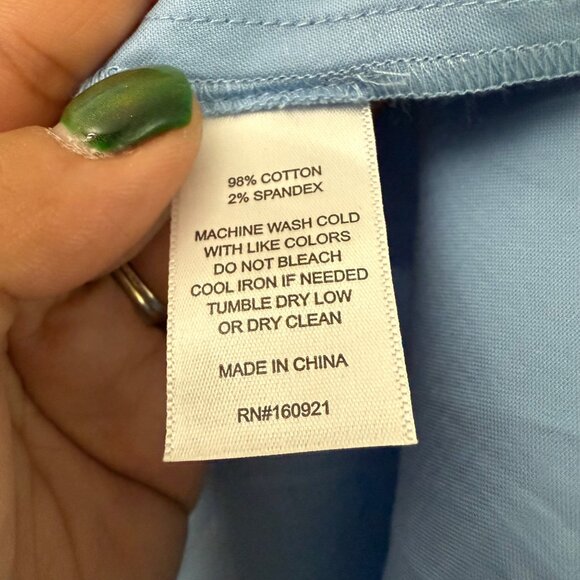 98% COTTON
2% SPANDEX
MACHINE WASH COLD
WITH LIKE COLORS
DO NOT BLEACH
COOL IRON IF NEEDED
TUMBLE DRY LOW
OR DRY CLEAN
MADE IN CHINA
RN#160921